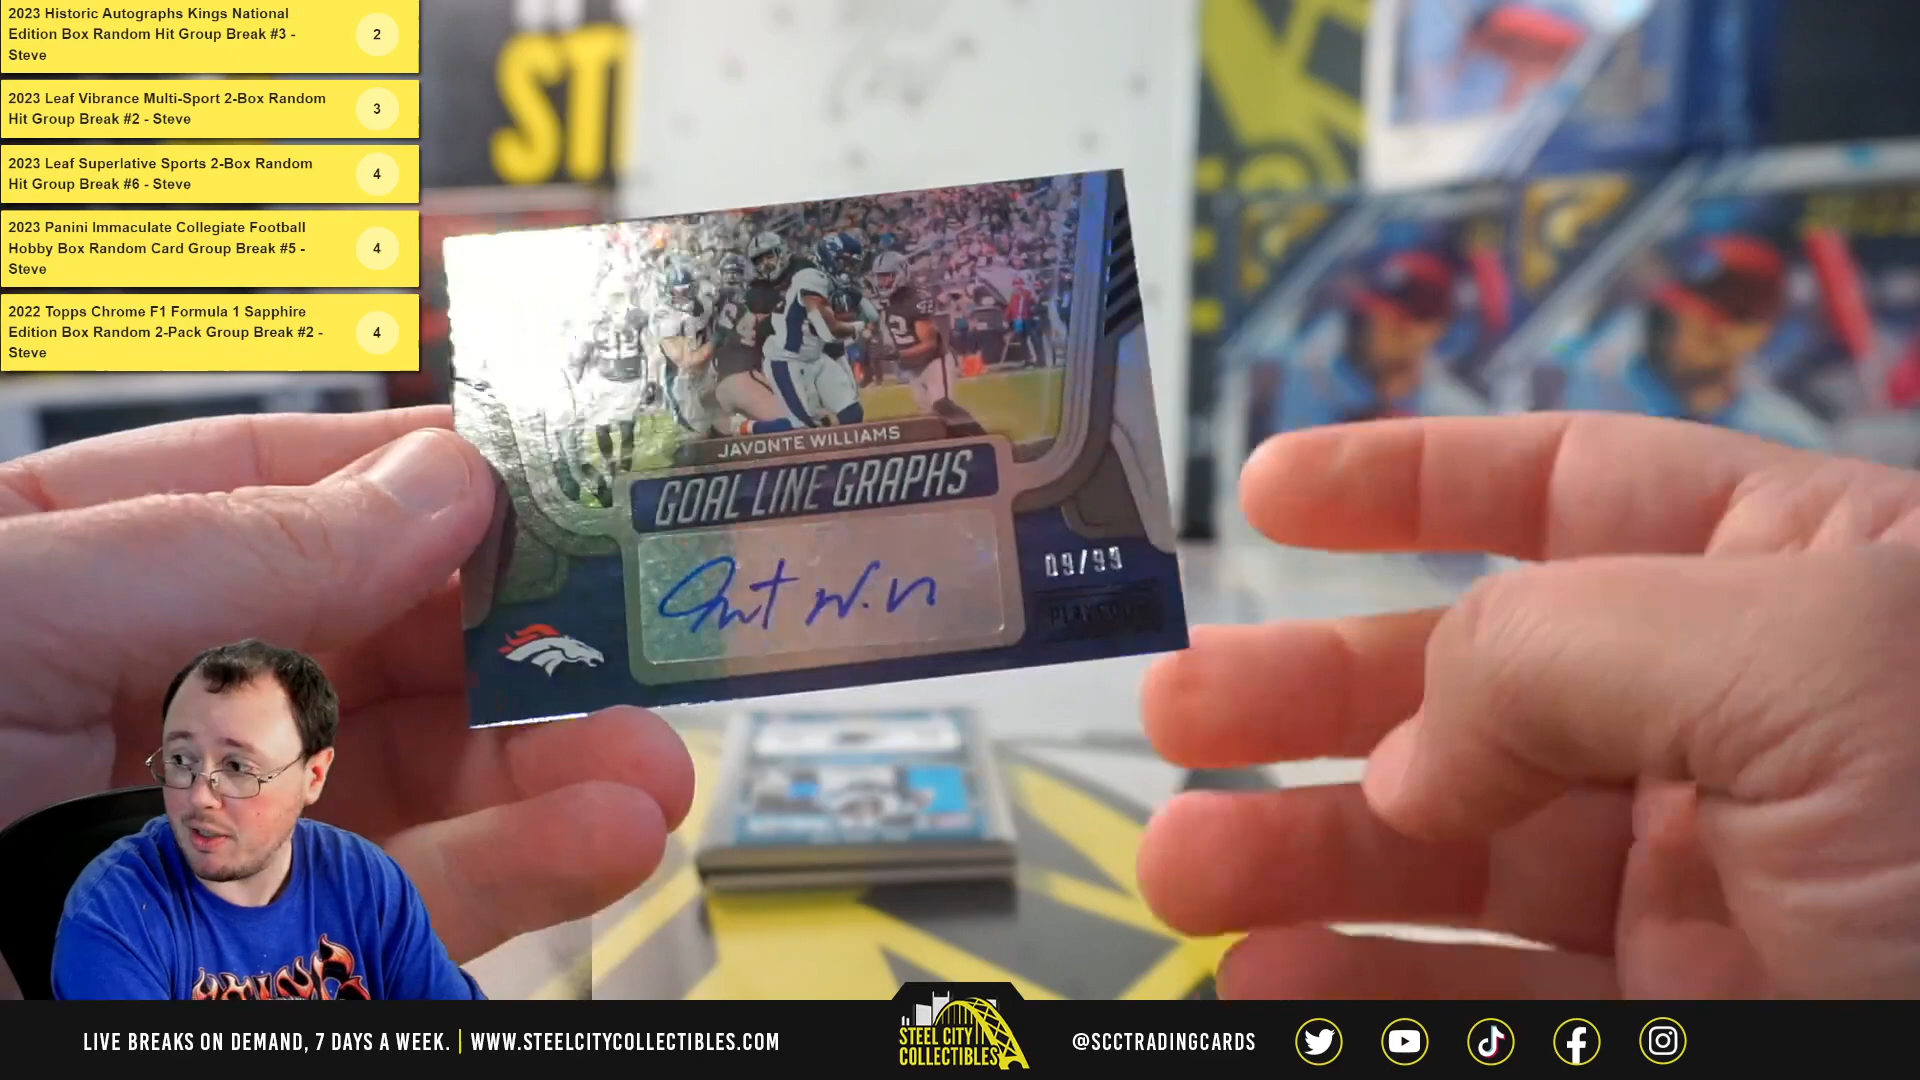 2023 Historic Autographs Kings National
Edition Box Random Hit Group Break #3 -
Steve
2
2023 Leaf Vibrance Multi-Sport 2-Box Random
Hit Group Break #2 - Steve
3
2023 Leaf Superlative Sports 2-Box Random
Hit Group Break #6 - Steve
4
2023 Panini Immaculate Collegiate Football
Hobby Box Random Card Group Break #5 -
Steve
4
2022 Topps Chrome F1 Formula 1 Sapphire
Edition Box Random 2-Pack Group Break #2 -
Steve
4
ST
JAVONTE WILLIAMS
GOAL LINE GRAPHS
09/99
LIVE BREAKS ON DEMAND, 7 DAYS A WEEK. | WWW.STEELCITYCOLLECTIBLES.COM
STEEL CITY
COLLECTIBLES
@SCCTRADINGCARDS